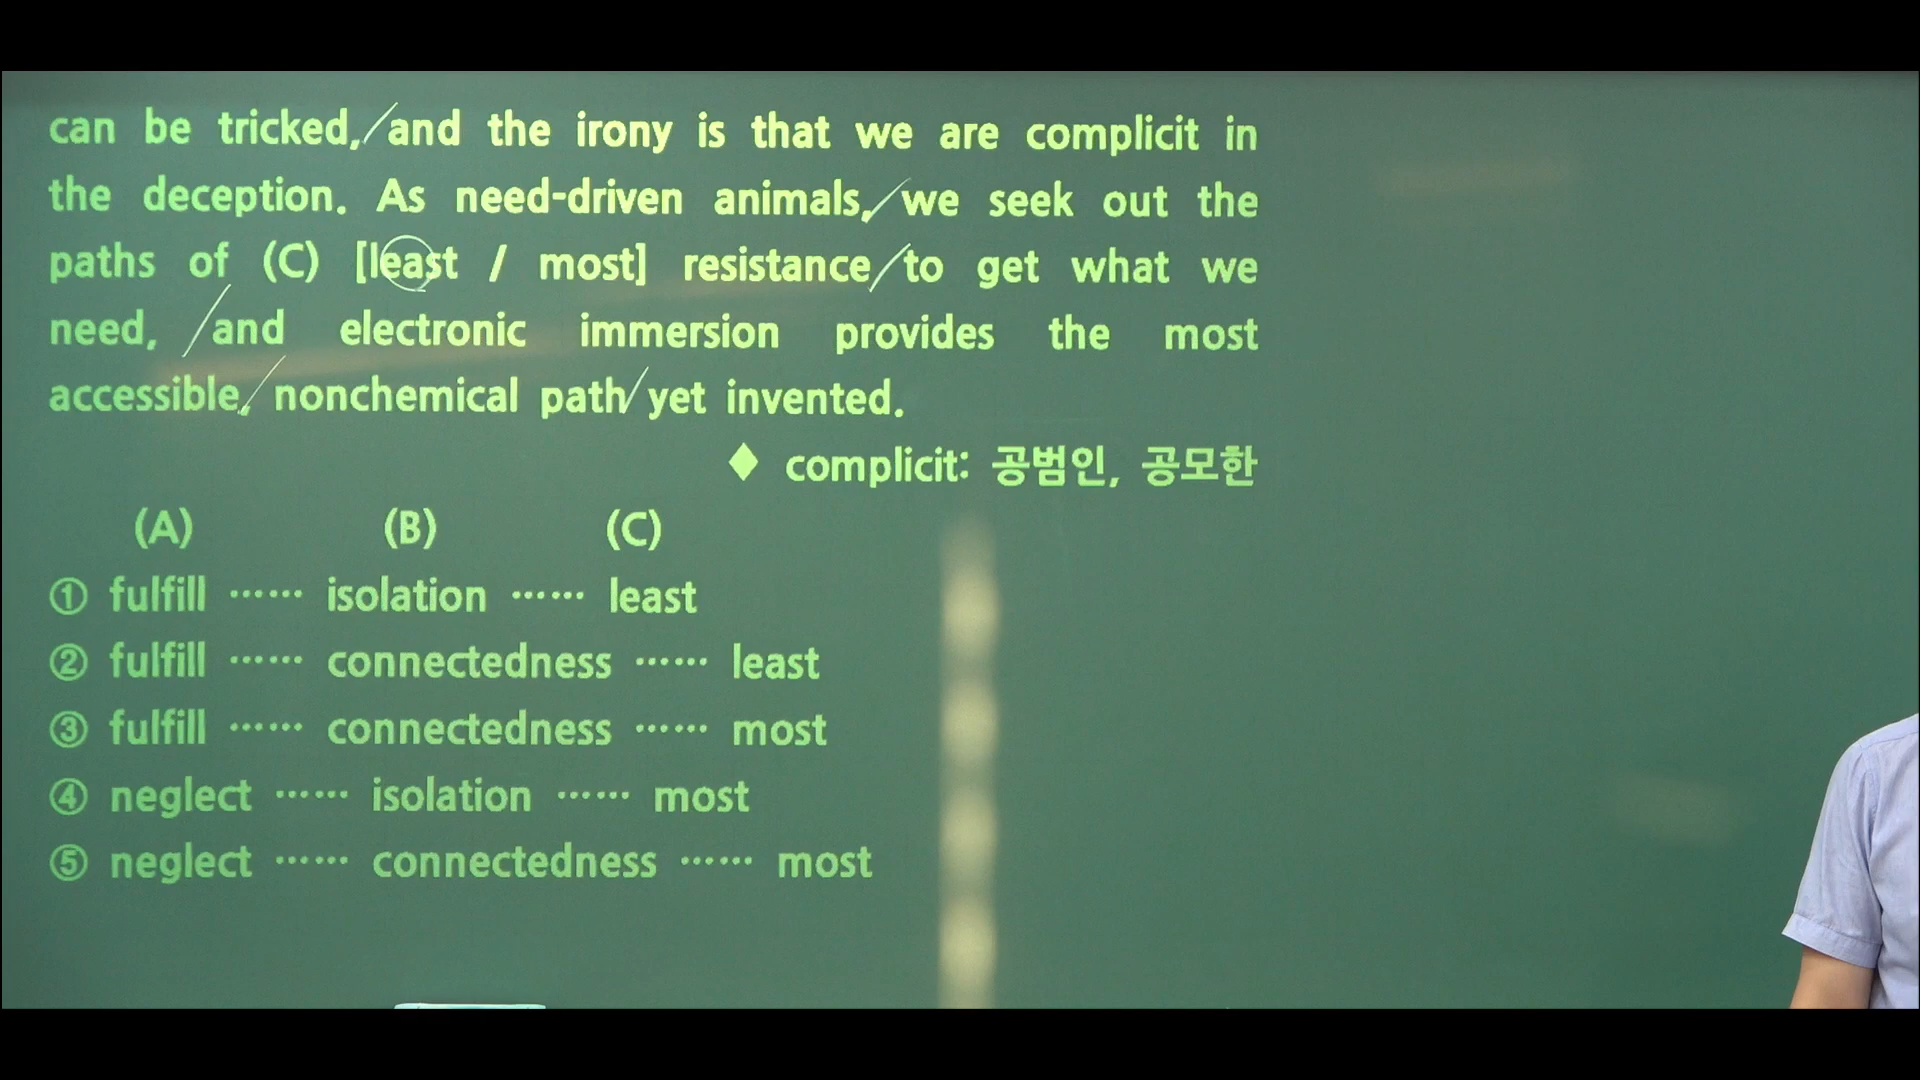 can be tricked, and the irony is that we are complicit in
the deception. As need-driven animals, we seek out the
paths of (C) [least / most] resistance to get what we
need, and electronic immersion provides the most
accessible, nonchemical path yet invented.
◆ complicit: 공범인, 공모한
(A) (B) (C)
① fulfill …… isolation …… least
② fulfill …… connectedness …… least
③ fulfill …… connectedness …… most
④ neglect …… isolation …… most
⑤ neglect …… connectedness …… most